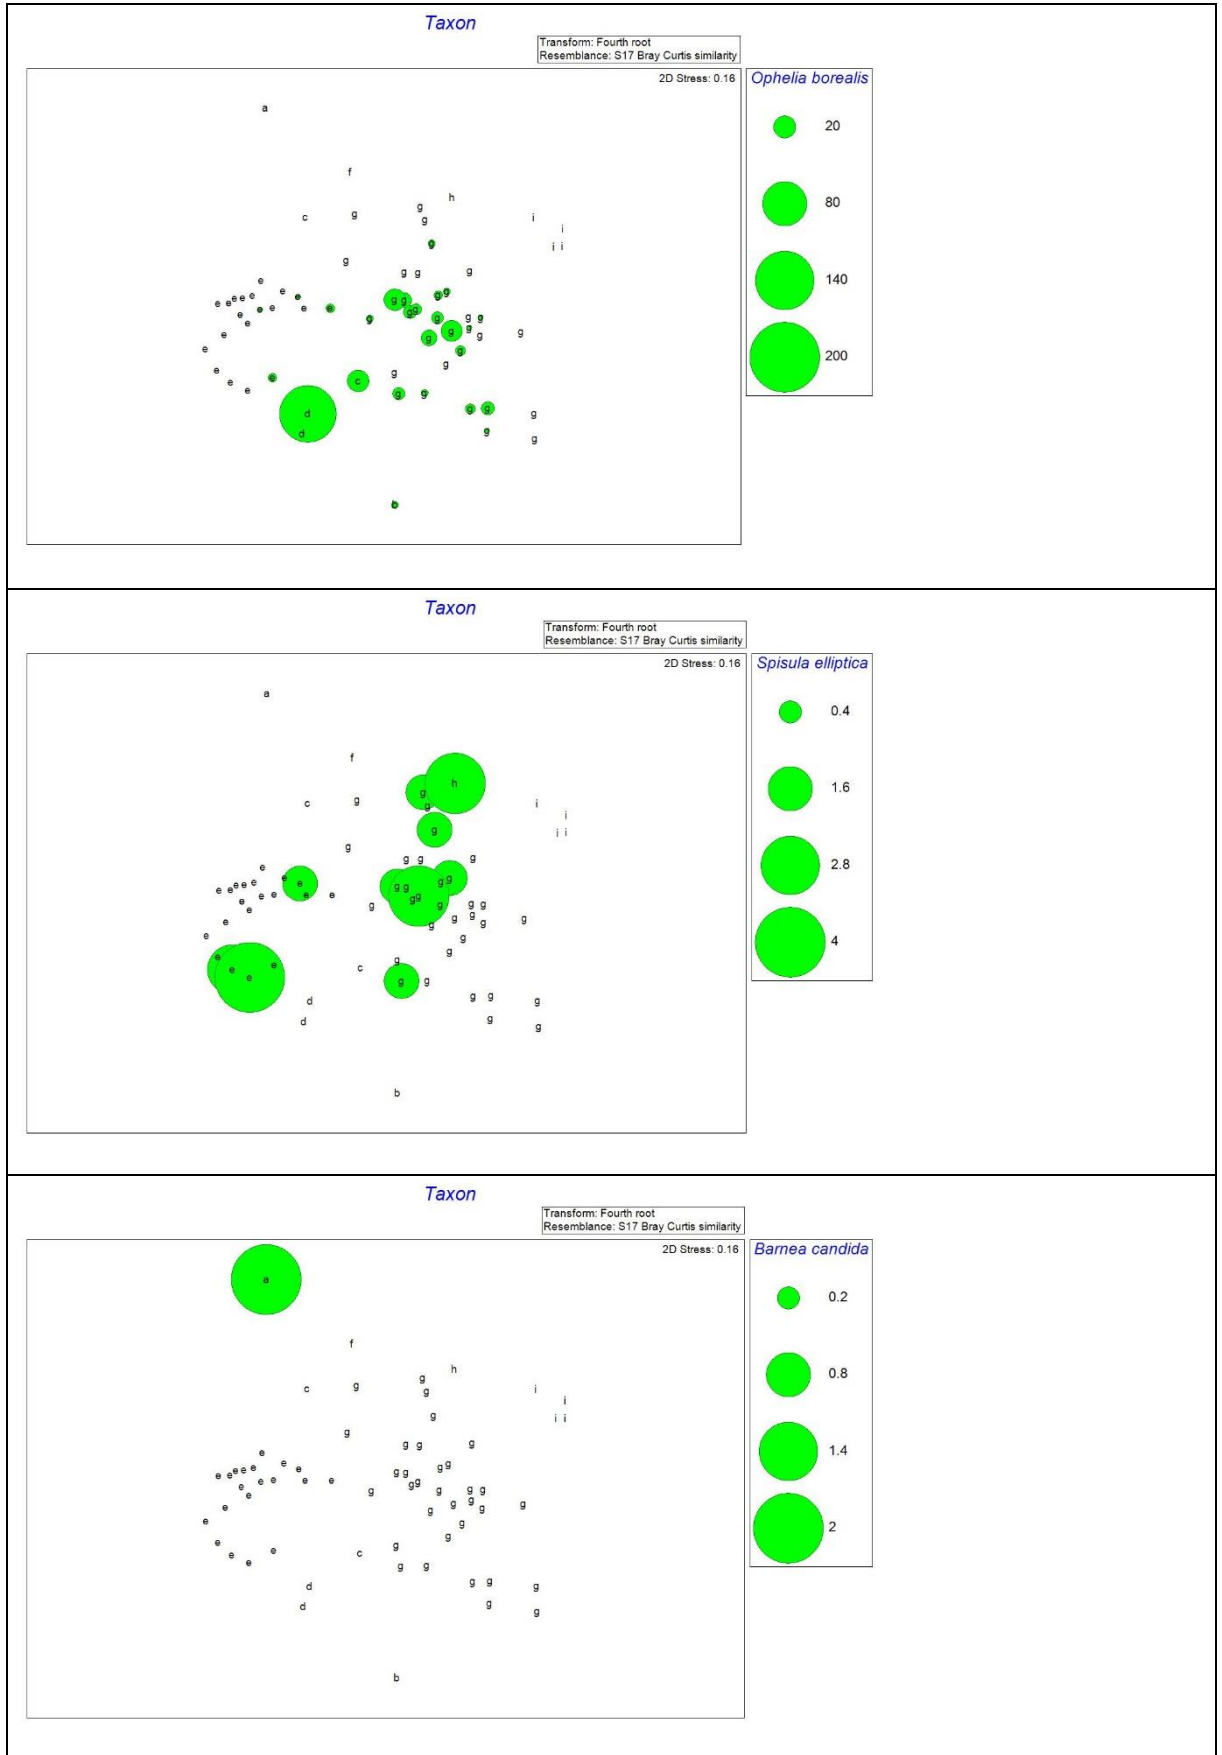 Taxon
Transform: Fourth root
Resemblance: S17 Bray Curtis similarity
2D Stress: 0.16
a
f
h
g
c g g i
i
g i i
g
g g g
e
e e g g
e e e e e e g g
e e e e g g
e g g g g
e g g
e g g g
e g
g
e g
e e c
e g g
d g g g
d g g
b
Ophelia borealis
20
80
140
200
Taxon
Transform: Fourth root
Resemblance: S17 Bray Curtis similarity
2D Stress: 0.16
a
f
h
g
c g g i
i
g i i
g
g g g
e
e e g g
e e e e e e g g
e e e e g g
e g g g g
e g g
e g g g
e g
g
e g
e e c
e g g
d g g g
d g g
b
Spisula elliptica
0.4
1.6
2.8
4
Taxon
Transform: Fourth root
Resemblance: S17 Bray Curtis similarity
2D Stress: 0.16
a
f
h
g
c g g i
i
g i i
g
g g g
e
e e g g
e e e e e e g g
e e e e g g
e g g g g
e g g
e g g g
e g
g
e g
e e c
e g g
d g g g
d g g
b
Barnea candida
0.2
0.8
1.4
2